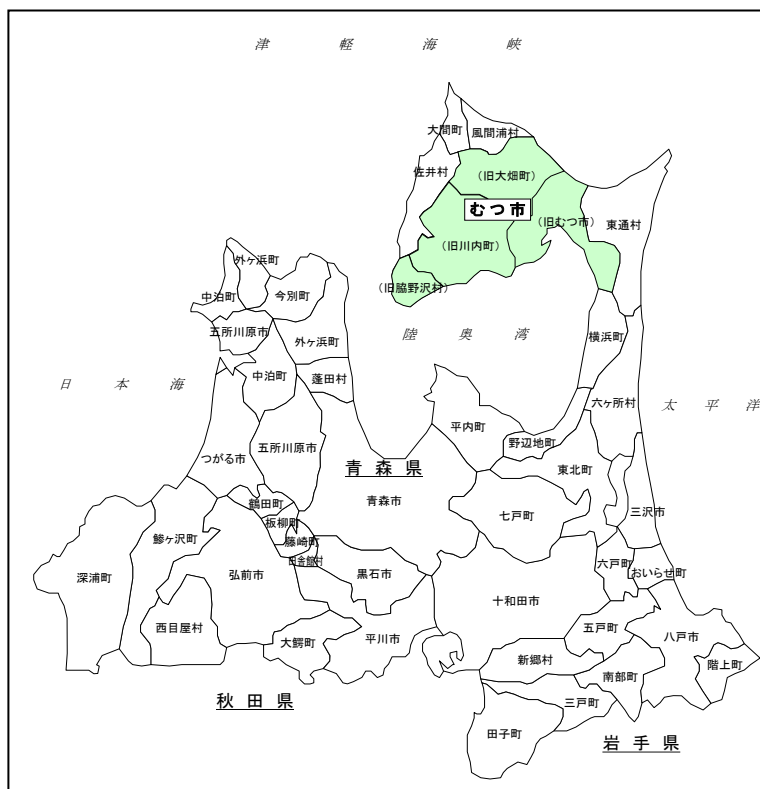 津軽海峡
大間町
風間浦村
佐井村
（旧大畑町）
むつ市
（旧むつ市）
東通村
（旧川内町）
外ヶ浜町
（旧脇野沢村）
中泊町
今別町
五所川原市
陸奥湾
横浜町
外ヶ浜町
中泊町
蓬田村
日本海
六ヶ所村
太平洋
平内町
野辺地町
五所川原市
つがる市
青森県
東北町
青森市
鶴田町
七戸町
三沢市
板柳町
鰺ヶ沢町
藤崎町
田舎館村
六戸町
おいらせ町
深浦町
弘前市
黒石市
十和田市
西目屋村
大鰐町
平川市
五戸町
八戸市
新郷村
階上町
南部町
秋田県
三戸町
田子町
岩手県